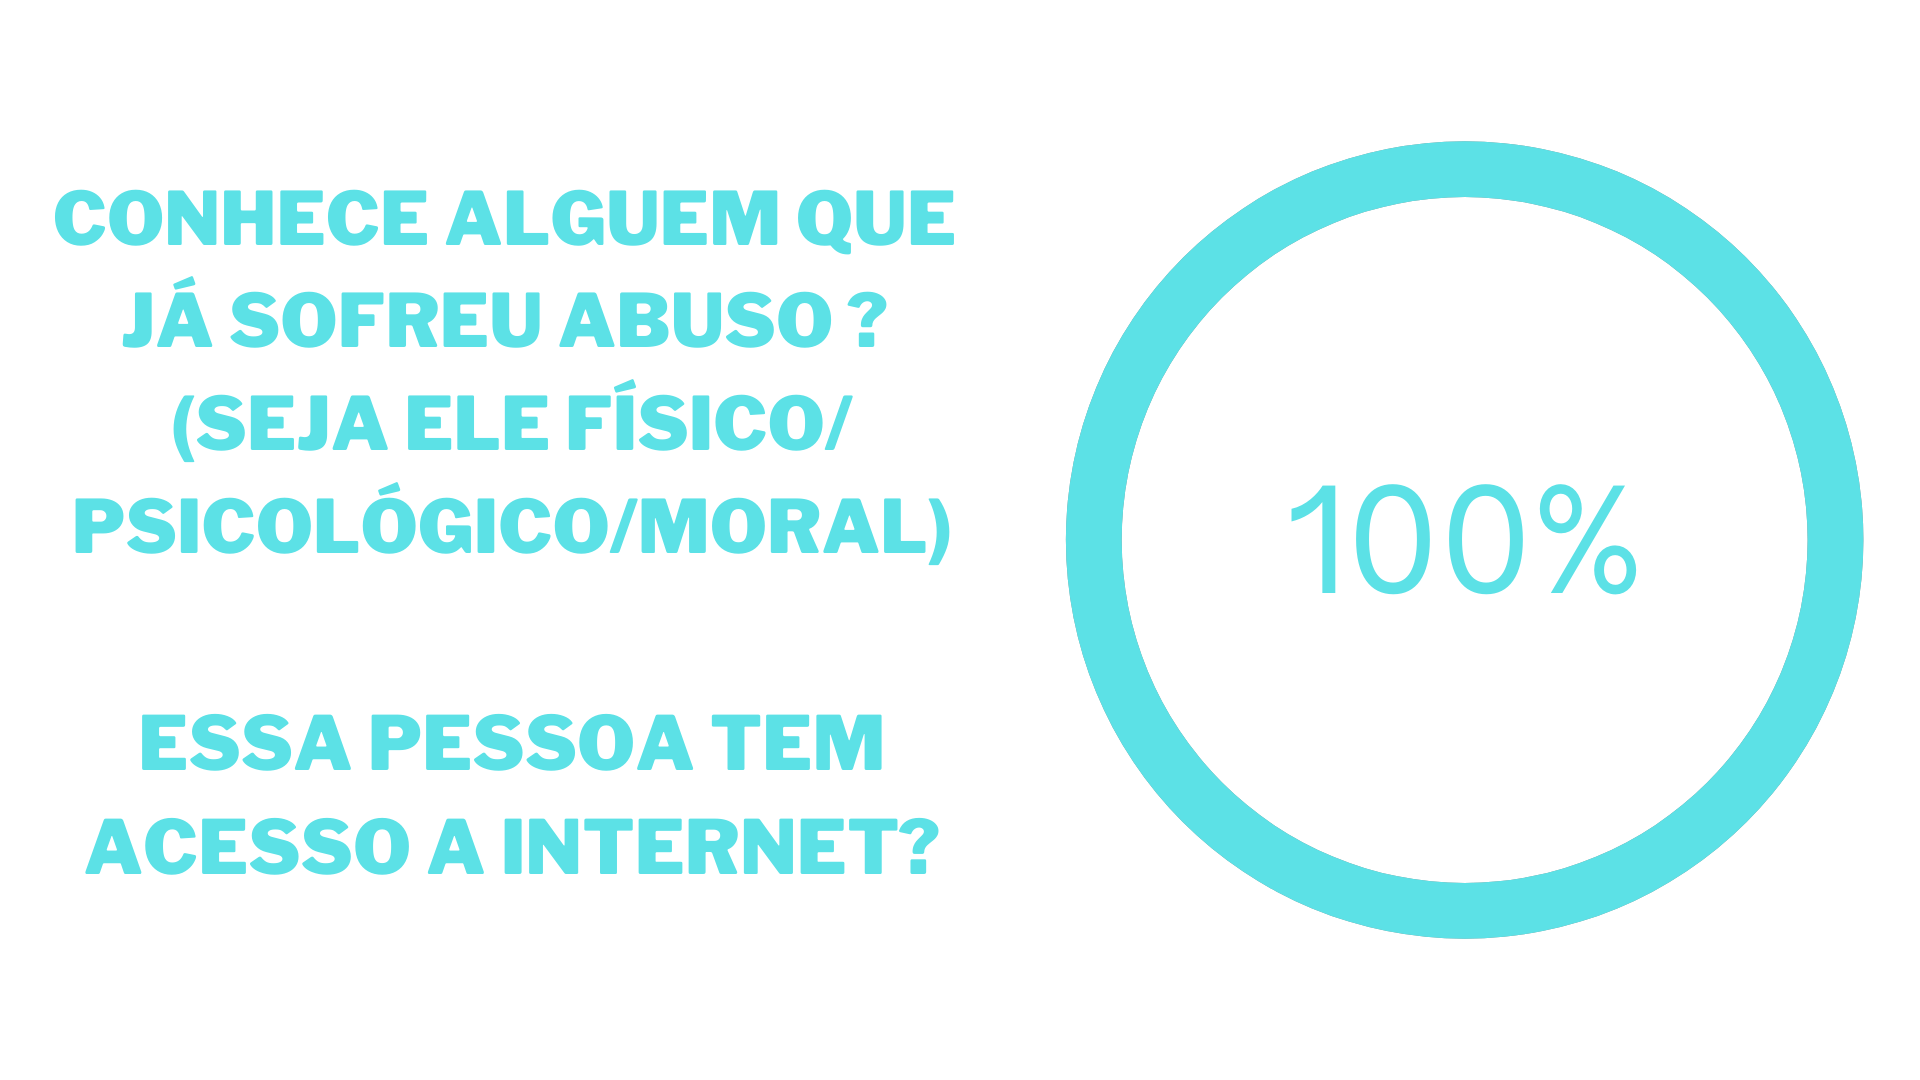 CONHECE ALGUEM QUE
JÁ SOFREU ABUSO ?
(SEJA ELE FÍSICO/
PSICOLÓGICO/MORAL)
ESSA PESSOA TEM
ACESSO A INTERNET?
100%